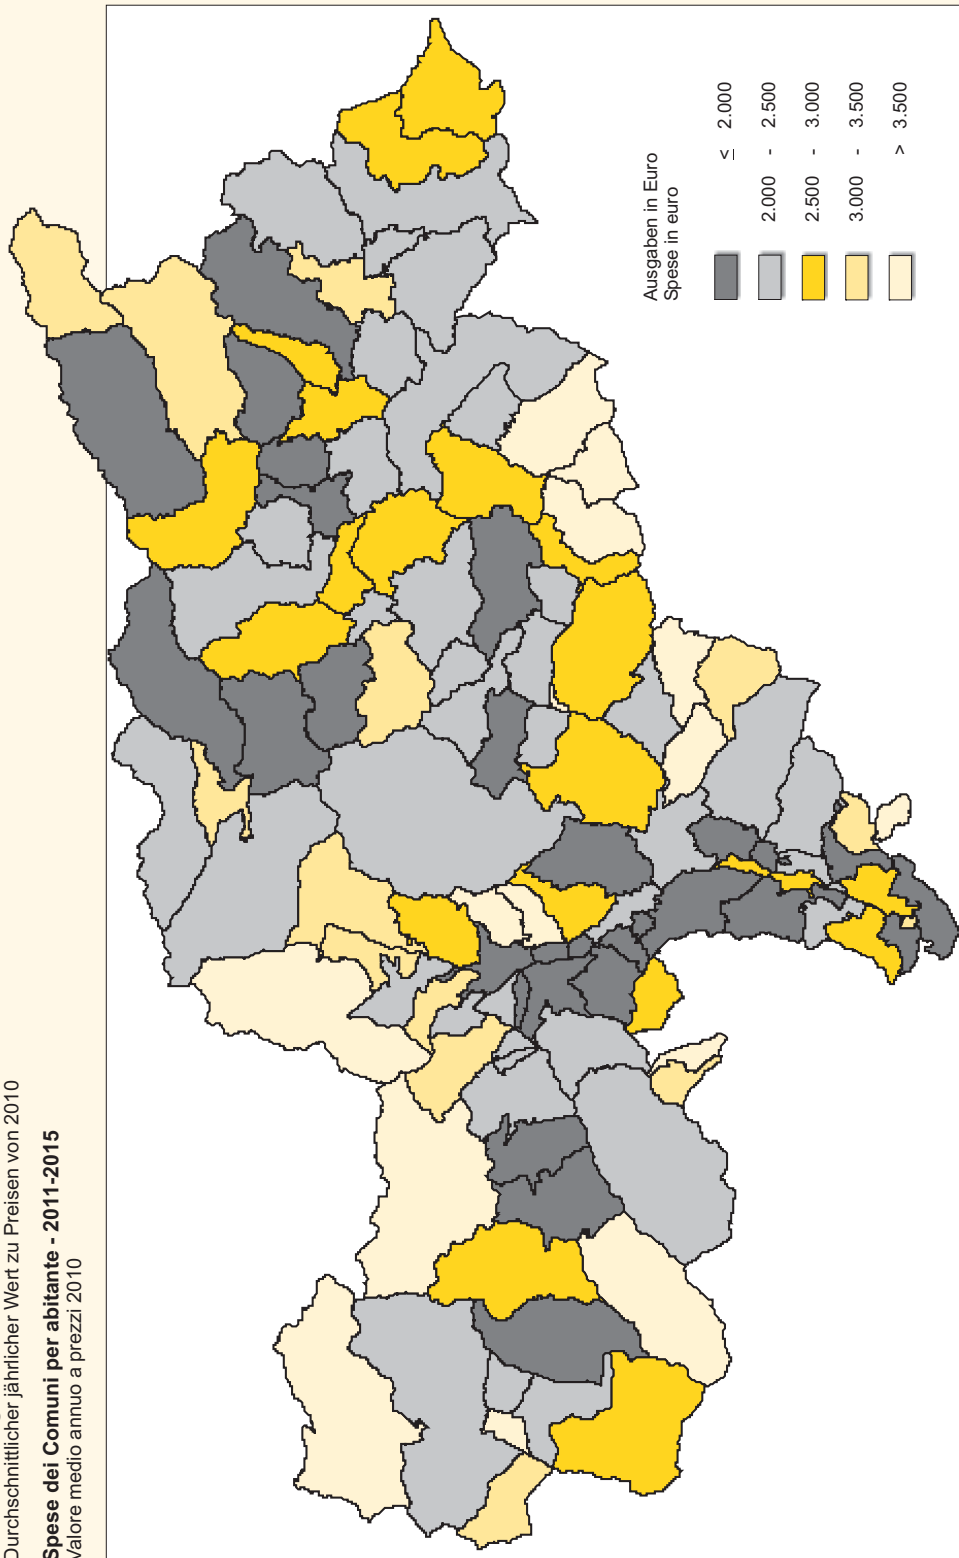 Durchschnittlicher jährlicher Wert zu Preisen von 2010
Spese dei Comuni per abitante - 2011-2015
Valore medio annuo a prezzi 2010
Ausgaben in Euro
Spese in euro
≤ 2.000
2.000 - 2.500
2.500 - 3.000
3.000 - 3.500
> 3.500